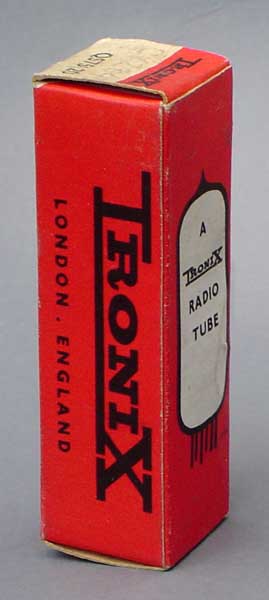 TRONIX
LONDON . ENGLAND
TRONIX
A
TRONIX
RADIO
TUBE